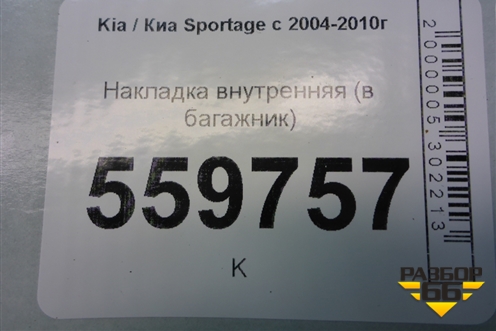 Kia / Киа Sportage с 2004-2010г
Накладка внутренняя (в
багажник)
559757
К
2000005302213
РАЗБОР
66